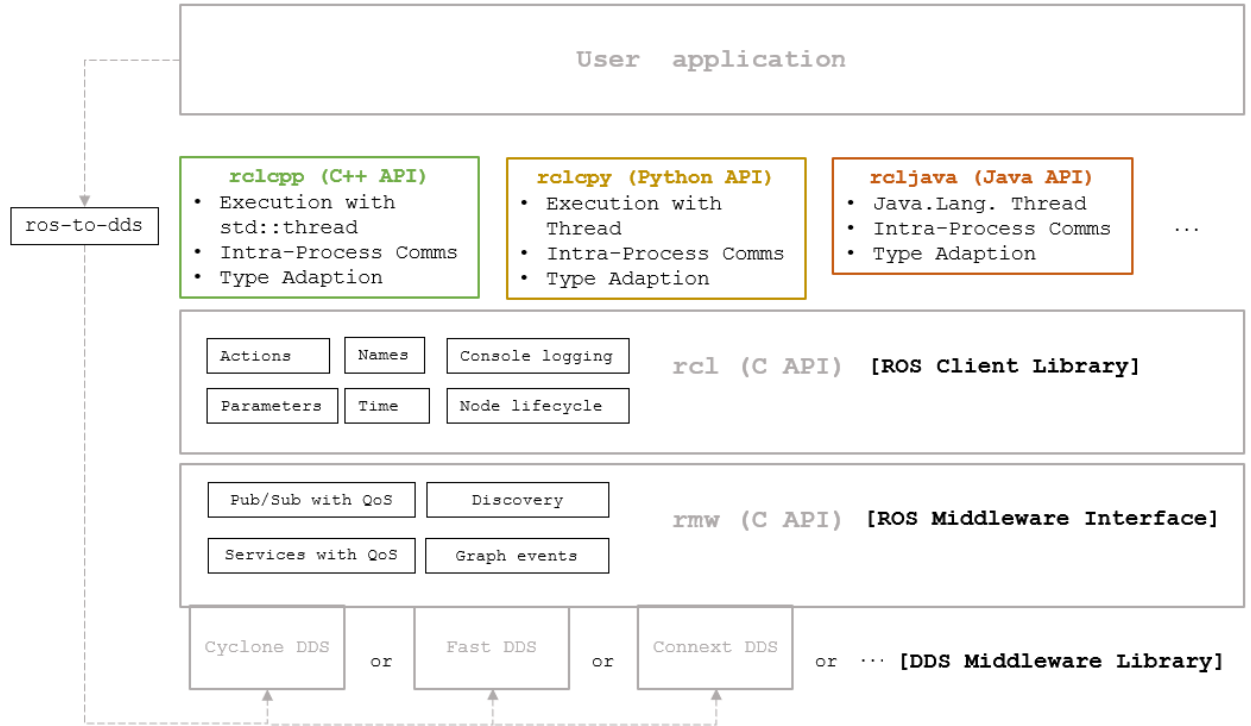 User application
rclcpp (C++ API)
• Execution with
std::thread
• Intra-Process Comms
• Type Adaption
rclcpy (Python API)
• Execution with
Thread
• Intra-Process Comms
• Type Adaption
rcljava (Java API)
• Java.Lang. Thread
• Intra-Process Comms
• Type Adaption
...
ros-to-dds
Actions
Names
Console logging
Parameters
Time
Node lifecycle
rcl (C API) [ROS Client Library]
Pub/Sub with QoS
Discovery
Services with QoS
Graph events
rmw (C API) [ROS Middleware Interface]
Cyclone DDS or Fast DDS or Connext DDS or ... [DDS Middleware Library]